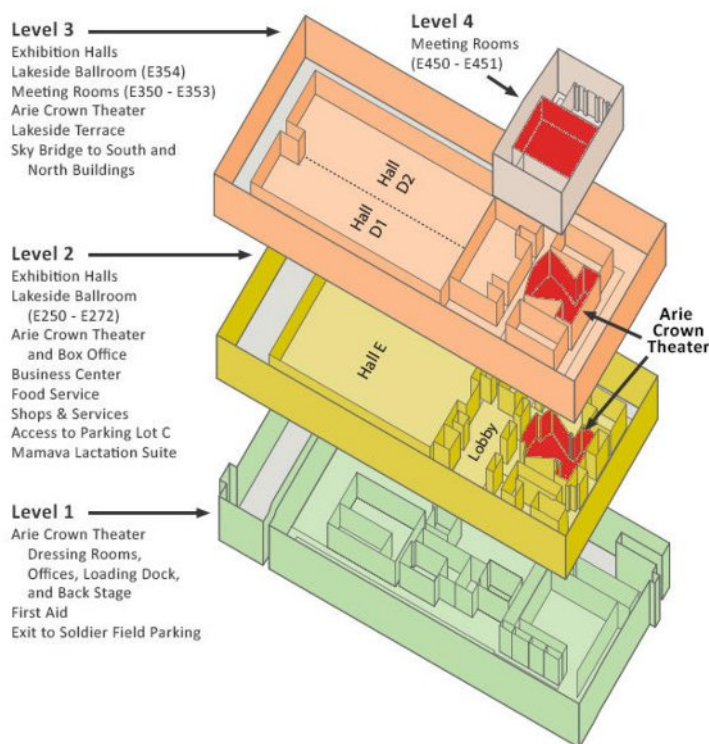 Level 3
Exhibition Halls
Lakeside Ballroom (E354)
Meeting Rooms (E350 - E353)
Arie Crown Theater
Lakeside Terrace
Sky Bridge to South and
North Buildings
Level 4
Meeting Rooms
(E450 - E451)
Hall
D2
Hall
D1
Level 2
Exhibition Halls
Lakeside Ballroom
(E250 - E272)
Arie Crown Theater
and Box Office
Business Center
Food Service
Shops & Services
Access to Parking Lot C
Mamava Lactation Suite
Hall E
Lobby
Arie
Crown
Theater
Level 1
Arie Crown Theater
Dressing Rooms,
Offices, Loading Dock,
and Back Stage
First Aid
Exit to Soldier Field Parking